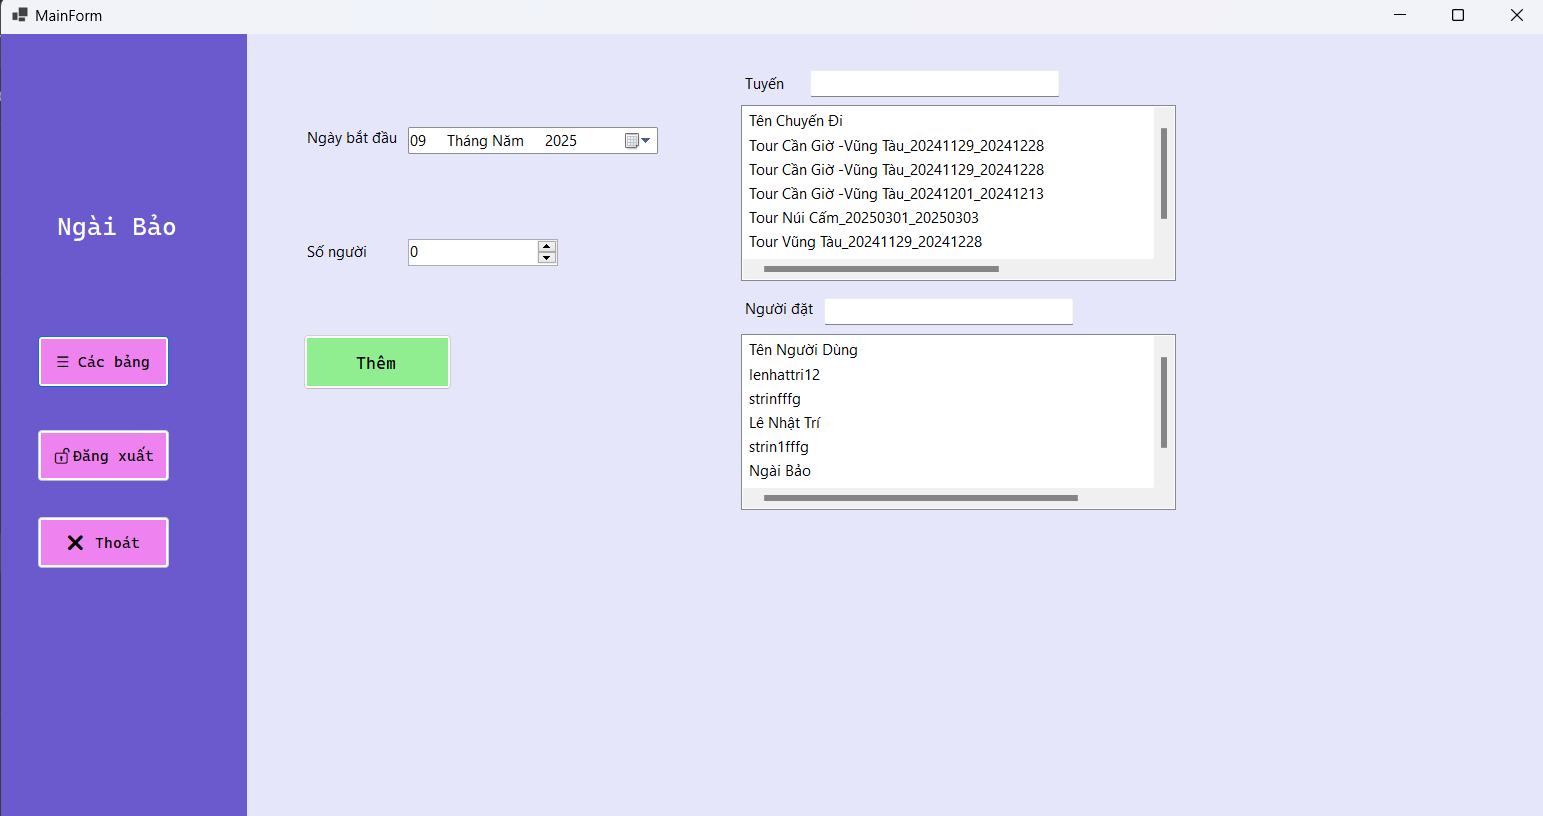 MainForm
Ngài Bảo
☰ Các bảng
Đăng xuất
Thoát
Ngày bắt đầu
09 Tháng Năm 2025
Số người
0
Thêm
Tuyến
Tên Chuyến Đi
Tour Cần Giờ -Vũng Tàu_20241129_20241228
Tour Cần Giờ -Vũng Tàu_20241129_20241228
Tour Cần Giờ -Vũng Tàu_20241201_20241213
Tour Núi Cấm_20250301_20250303
Tour Vũng Tàu_20241129_20241228
Người đặt
Tên Người Dùng
lenhattri12
strinfffg
Lê Nhật Trí
strin1fffg
Ngài Bảo